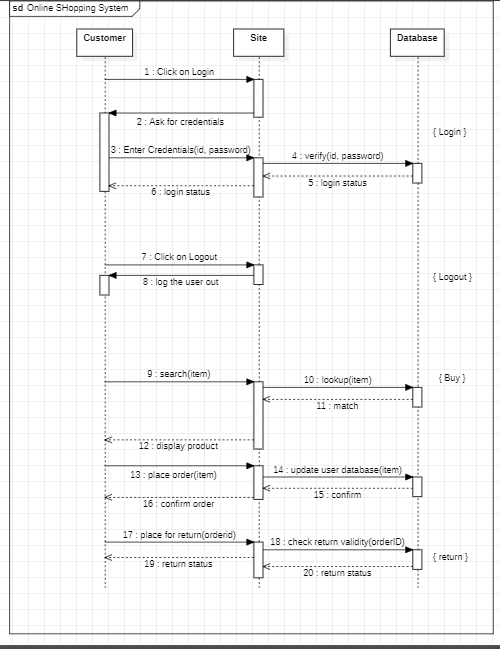 sd Online SHopping System
Customer
Site
Database
1 : Click on Login
2 : Ask for credentials
{ Login }
3 : Enter Credentials(id, password)
4 : verify(id, password)
5 : login status
6 : login status
7 : Click on Logout
{ Logout }
8 : log the user out
9 : search(item)
10 : lookup(item)
{ Buy }
11 : match
12 : display product
14 : update user database(item)
13 : place order(item)
15 : confirm
16 : confirm order
17 : place for return(orderid)
18 : check return validity(orderID)
{ return }
19 : return status
20 : return status